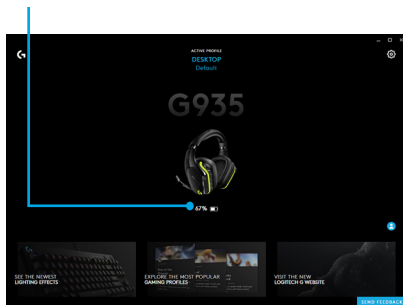 ACTIVE PROFILE
DESKTOP
Default
G935
67%
SEE THE NEWEST
LIGHTING EFFECTS
EXPLORE THE MOST POPULAR
GAMING PROFILES
VISIT THE NEW
LOGITECH G WEBSITE
SEND FEEDBACK